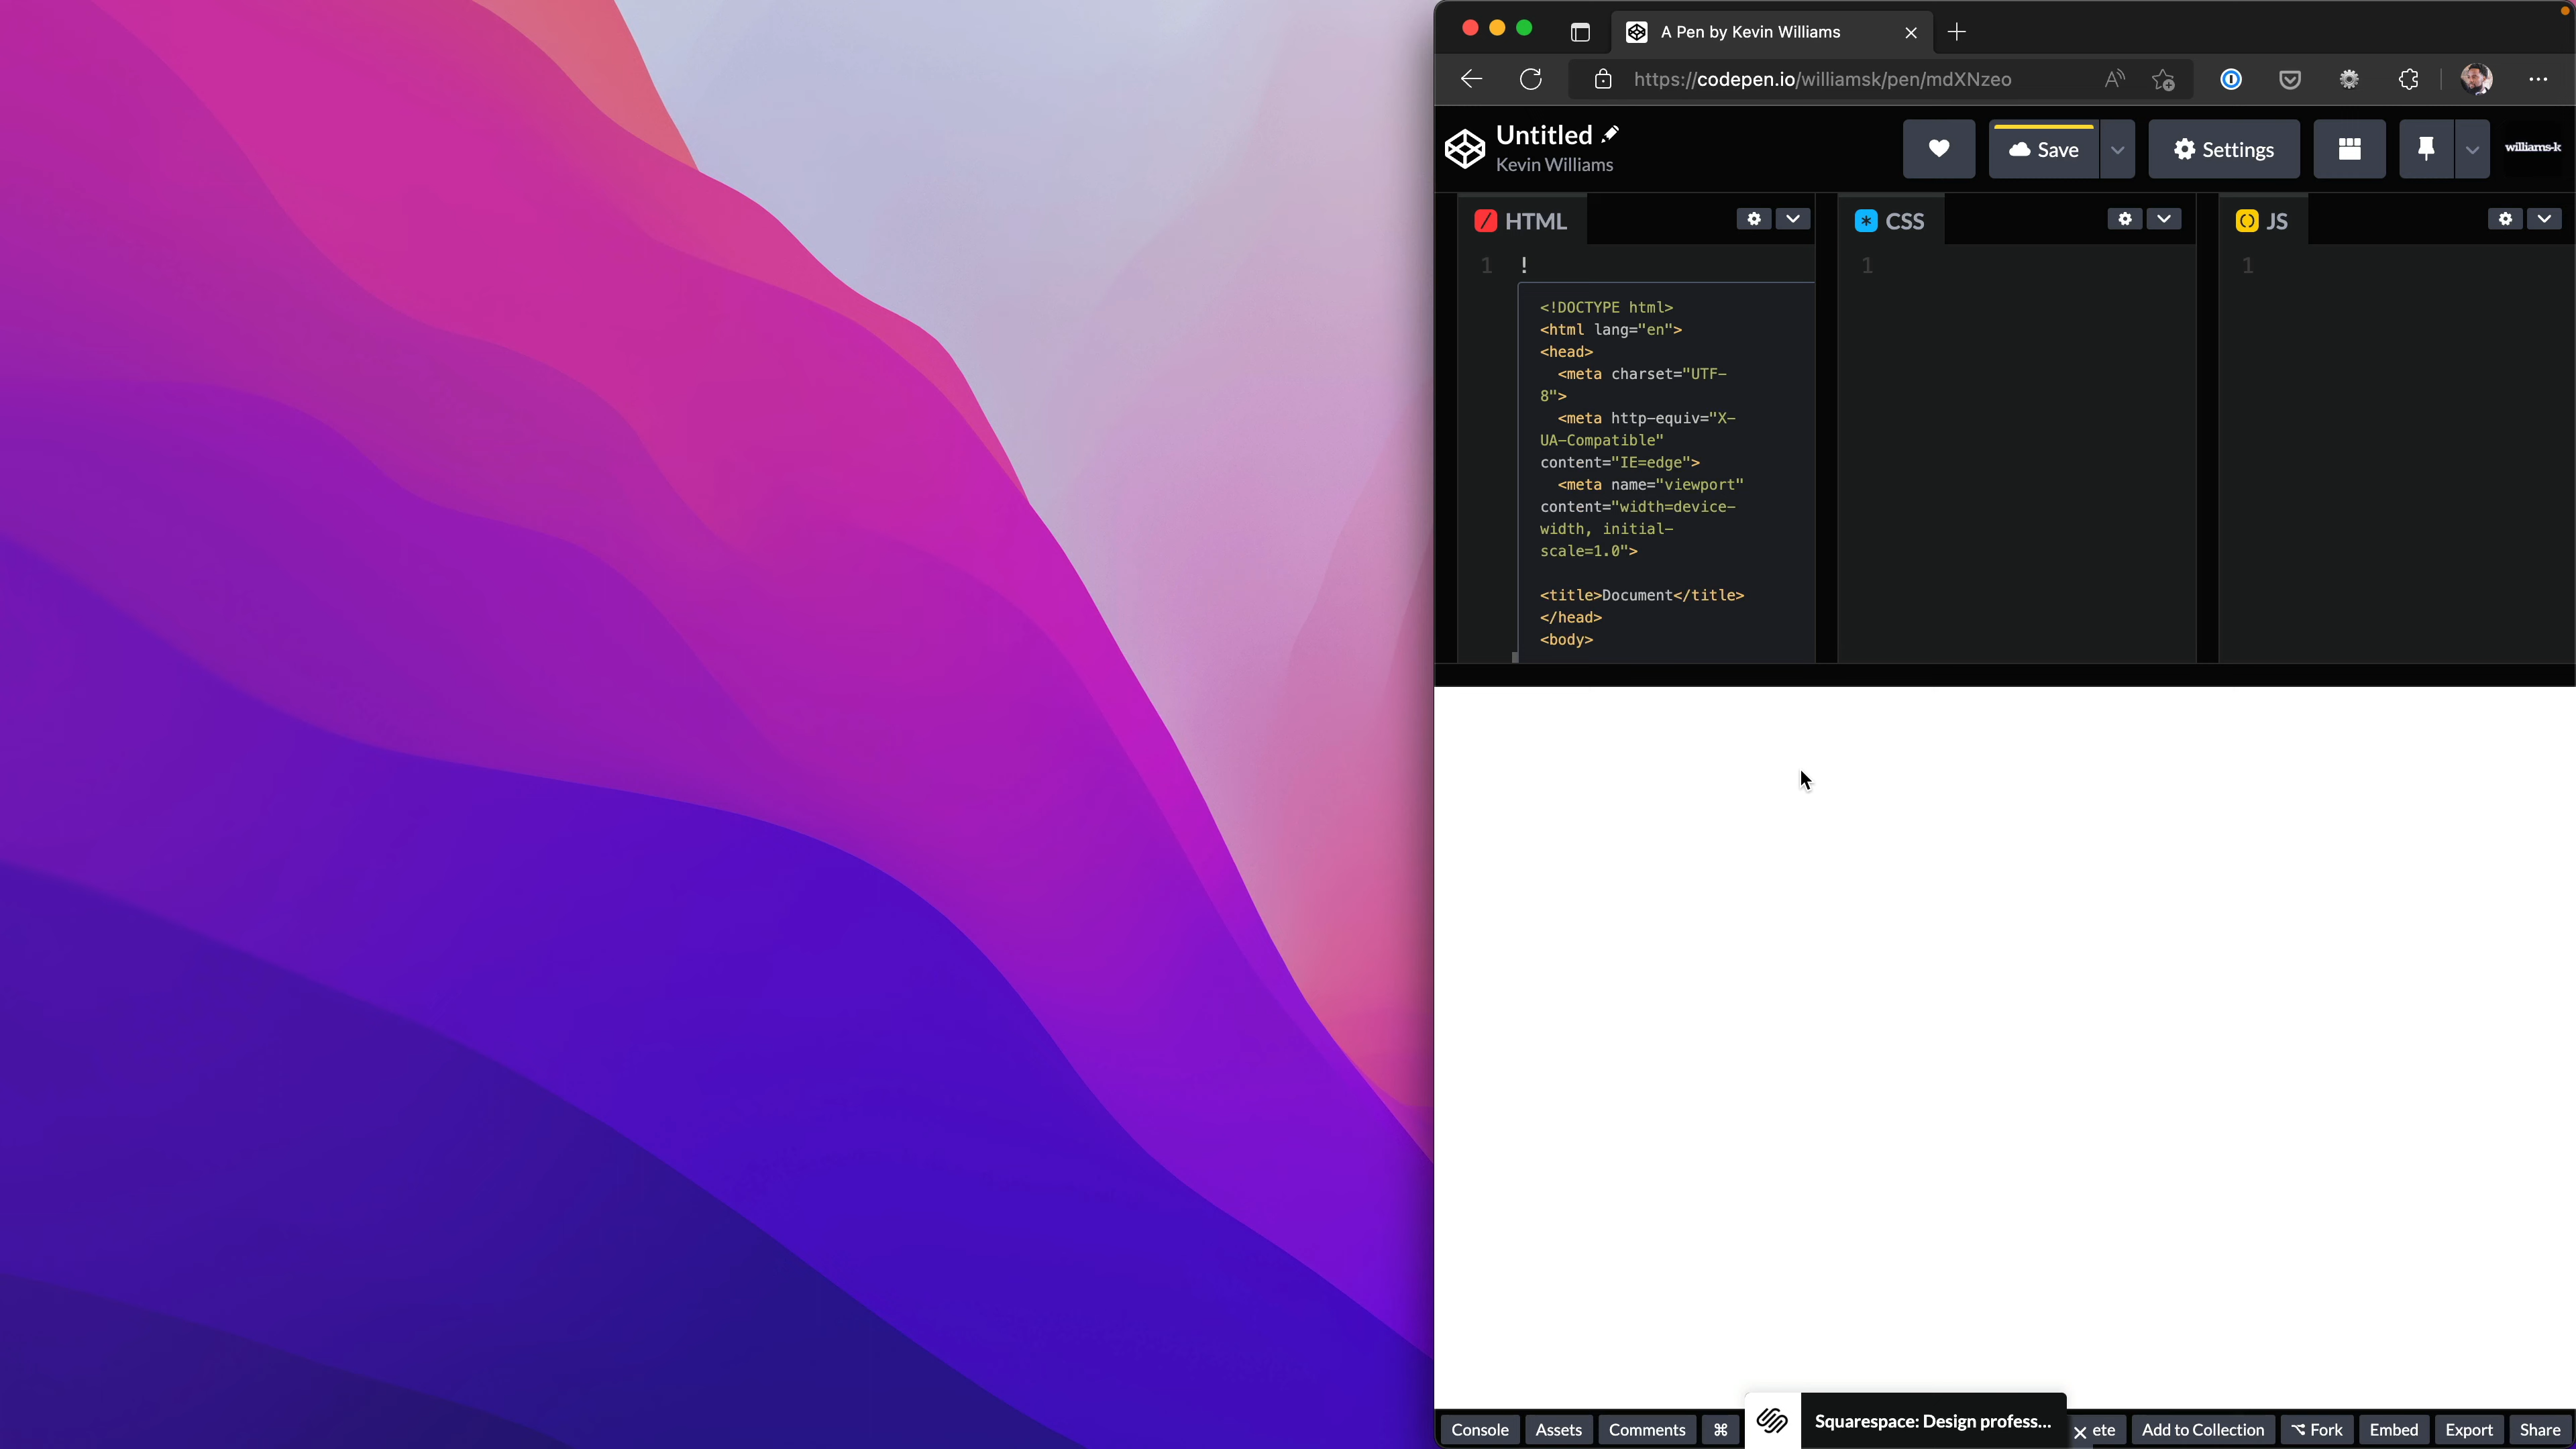 A Pen by Kevin Williams
https://codepen.io/williamsk/pen/mdXNzeo
Untitled
Kevin Williams
Save
Settings
williams-k
HTML
CSS
JS
1 !
1
1
<!DOCTYPE html>
<html lang="en">
<head>
<meta charset="UTF-
8">
<meta http-equiv="X-
UA-Compatible"
content="IE=edge">
<meta name="viewport"
content="width=device-
width, initial-
scale=1.0">
<title>Document</title>
</head>
<body>
Console
Assets
Comments
⌘
Squarespace: Design profess...
ete
Add to Collection
Fork
Embed
Export
Share